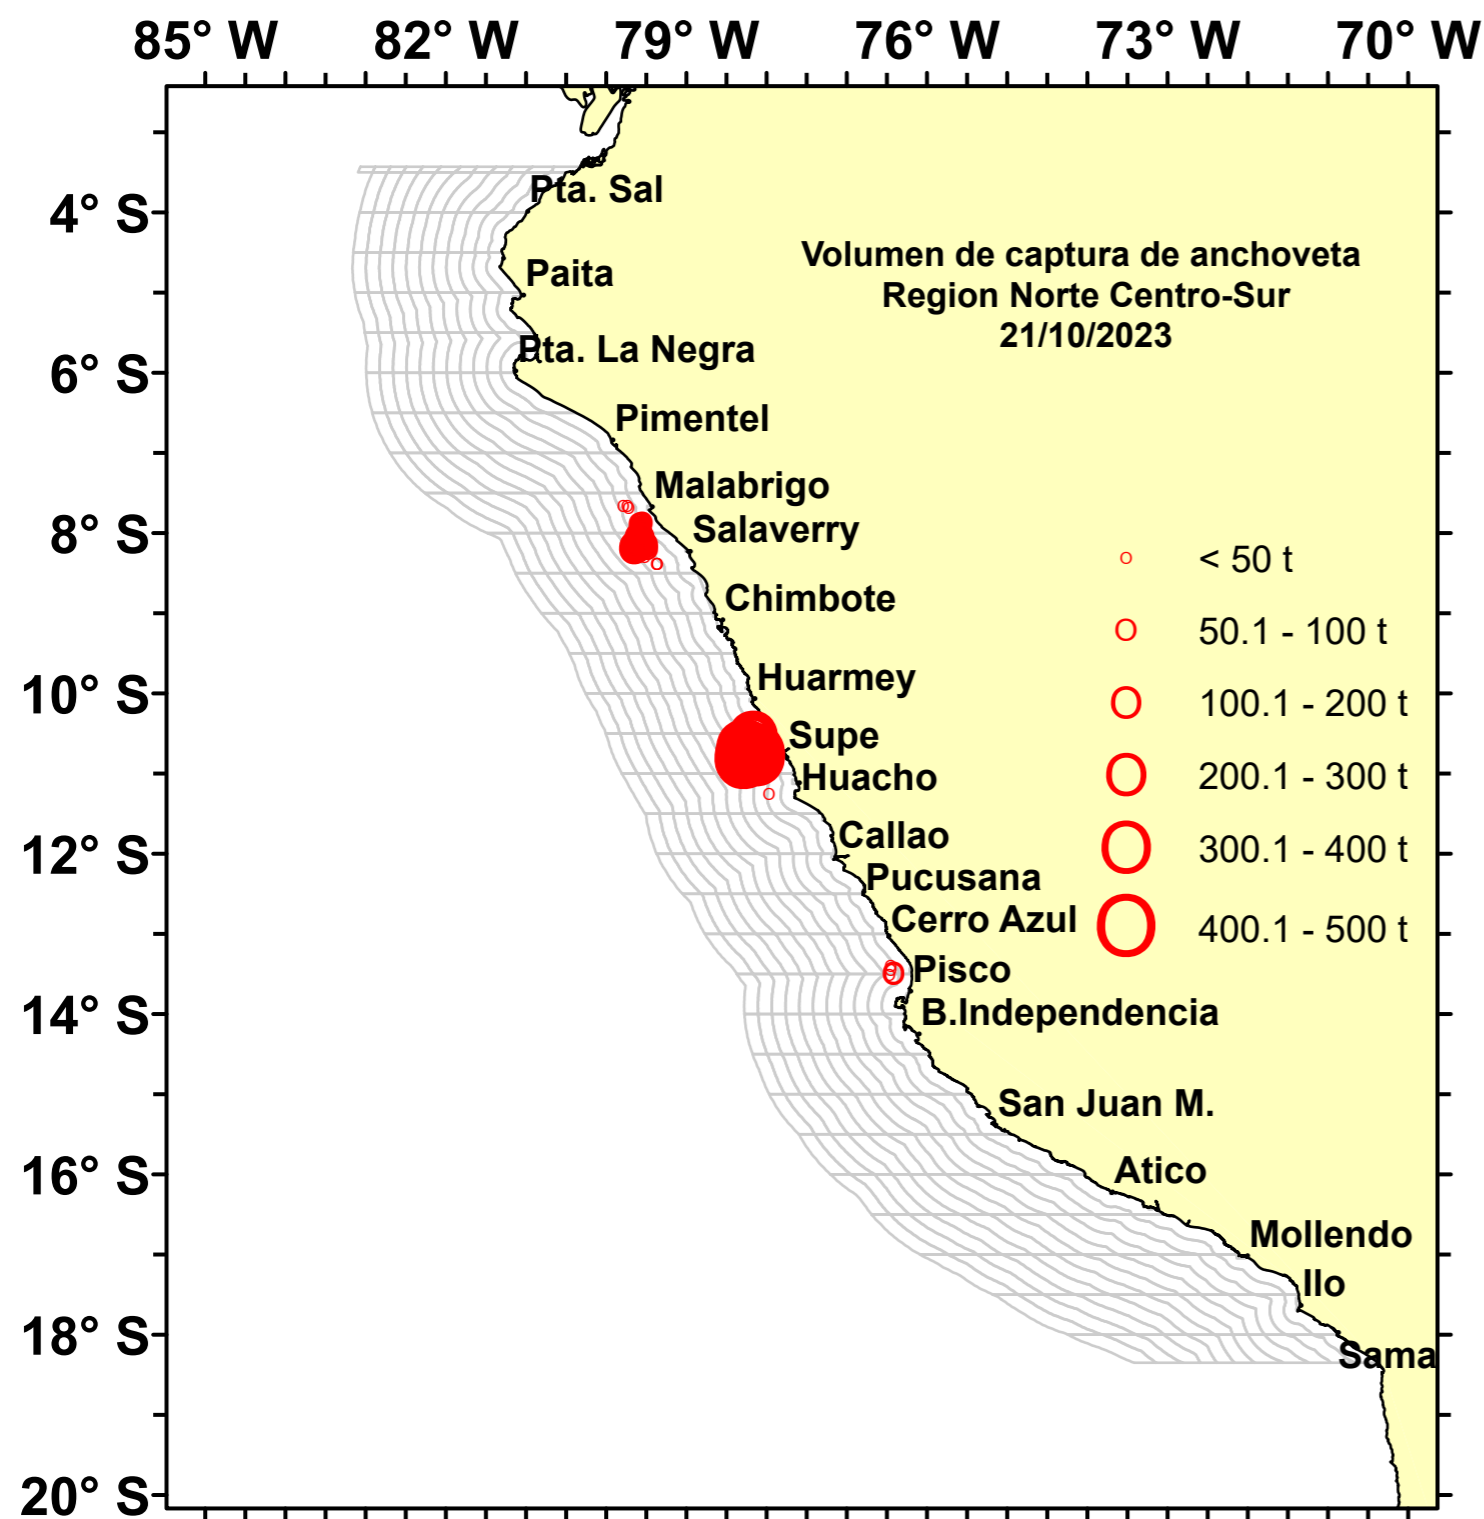 85° W 82° W 79° W 76° W 73° W 70° W
4° S
6° S
8° S
10° S
12° S
14° S
16° S
18° S
20° S
Volumen de captura de anchoveta
Region Norte Centro-Sur
21/10/2023
Pta. Sal
Paita
Pta. La Negra
Pimentel
Malabrigo
Salaverry
Chimbote
Huarmey
Supe
Huacho
Callao
Pucusana
Cerro Azul
Pisco
B.Independencia
San Juan M.
Atico
Mollendo
Ilo
Sama
< 50 t
50.1 - 100 t
100.1 - 200 t
200.1 - 300 t
300.1 - 400 t
400.1 - 500 t